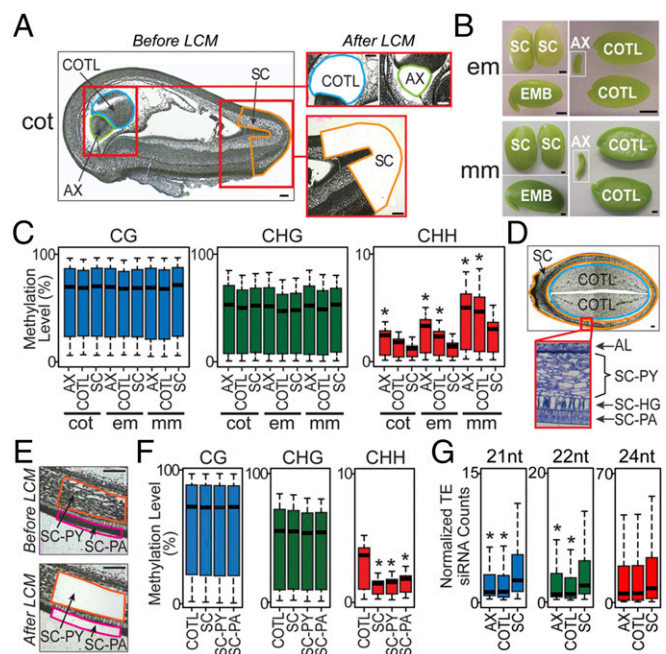 A
Before LCM
After LCM
cot
COTL
AX
SC
COTL
AX
SC
B
em
SC SC
AX
COTL
EMB
COTL
mm
SC SC
AX
COTL
EMB
COTL
C
CG
CHG
CHH
Methylation
Level (%)
100
0
10
0
* * * * *
AX COTL SC AX COTL SC AX COTL SC
cot em mm
AX COTL SC AX COTL SC AX COTL SC
cot em mm
AX COTL SC AX COTL SC AX COTL SC
cot em mm
D
SC
COTL
COTL
AL
SC-PY
SC-HG
SC-PA
E
Before LCM
SC-PY
SC-PA
After LCM
SC-PY
SC-PA
F
CG
CHG
CHH
Methylation Level
(%)
100
0
10
0
* * *
COTL SC SC-PY SC-PA
COTL SC SC-PY SC-PA
COTL SC SC-PY SC-PA
G
21nt
22nt
24nt
Normalized TE
siRNA Counts
15
0
20
0
70
0
* *
* *
AX COTL SC
AX COTL SC
AX COTL SC